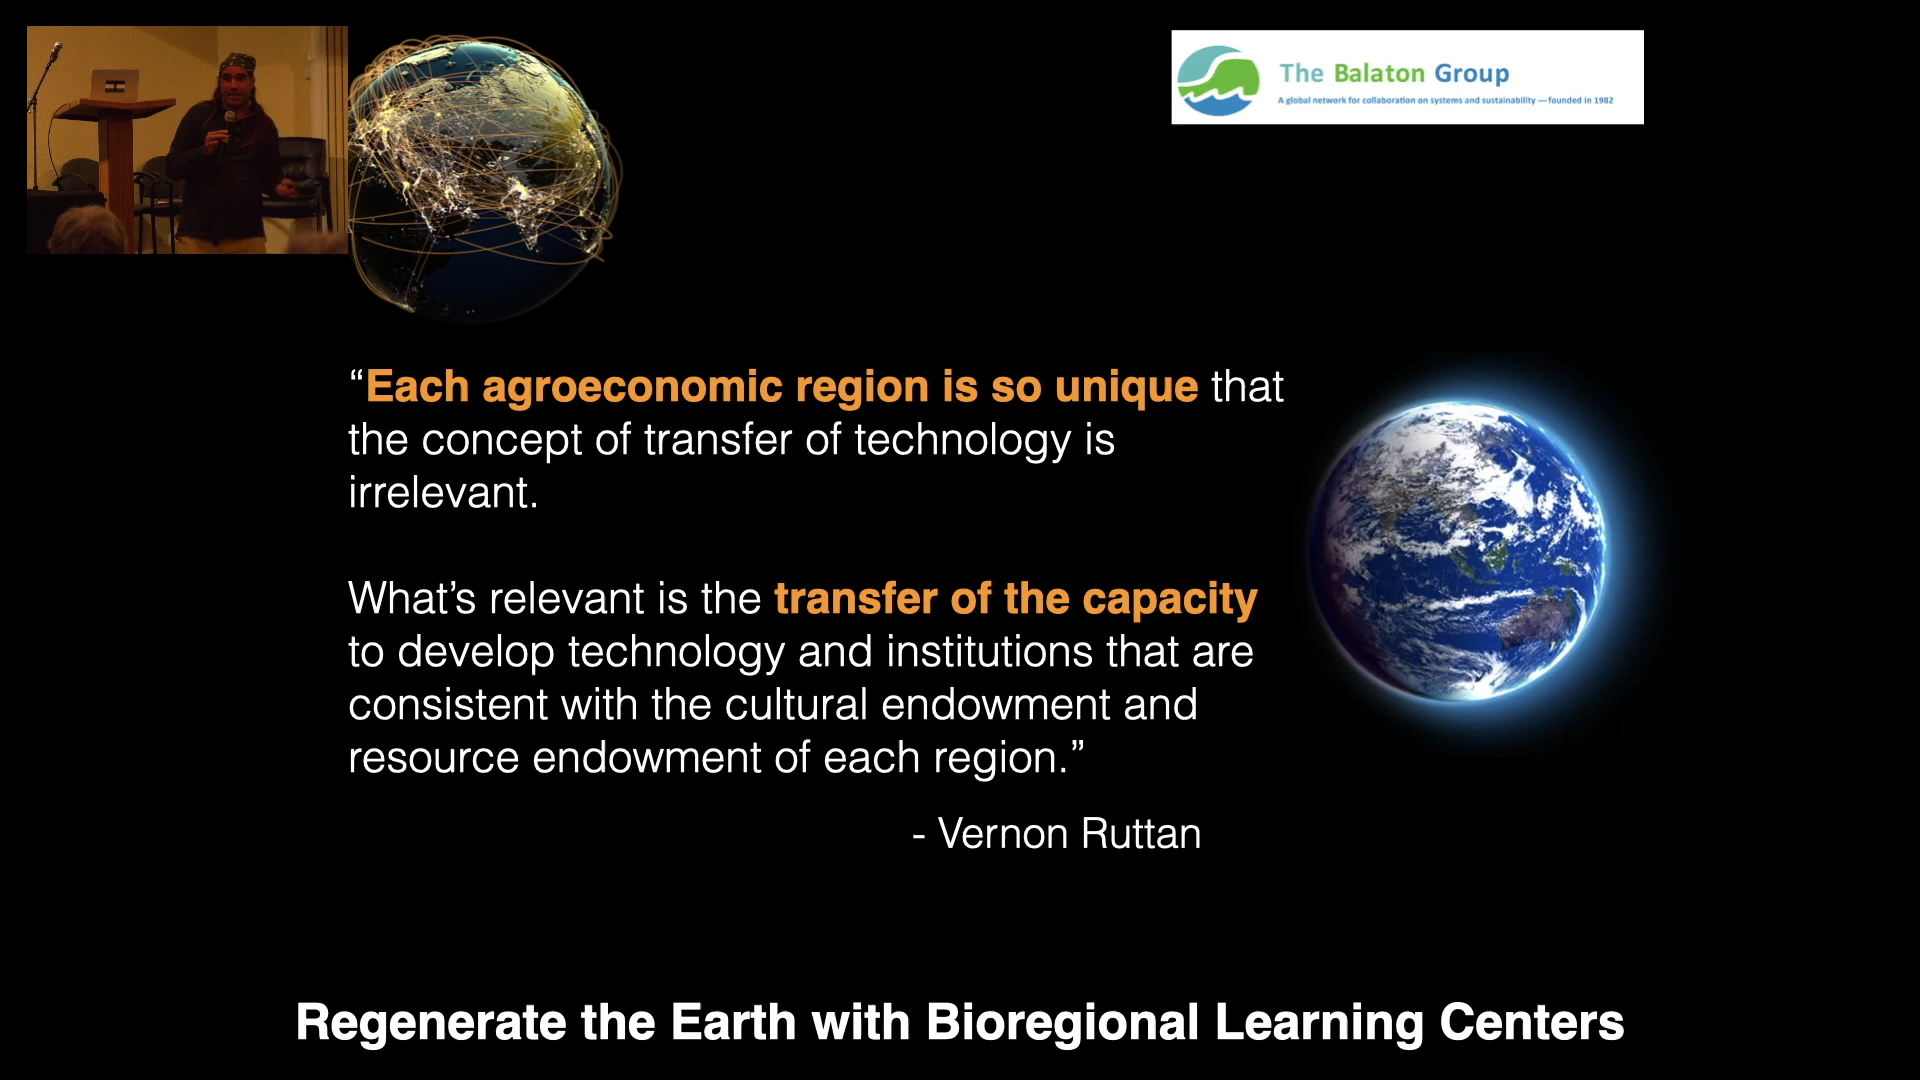 The Balaton Group
A global network for collaboration on systems and sustainability — founded in 1982
“Each agroeconomic region is so unique that
the concept of transfer of technology is
irrelevant.
What’s relevant is the transfer of the capacity
to develop technology and institutions that are
consistent with the cultural endowment and
resource endowment of each region.”
- Vernon Ruttan
Regenerate the Earth with Bioregional Learning Centers